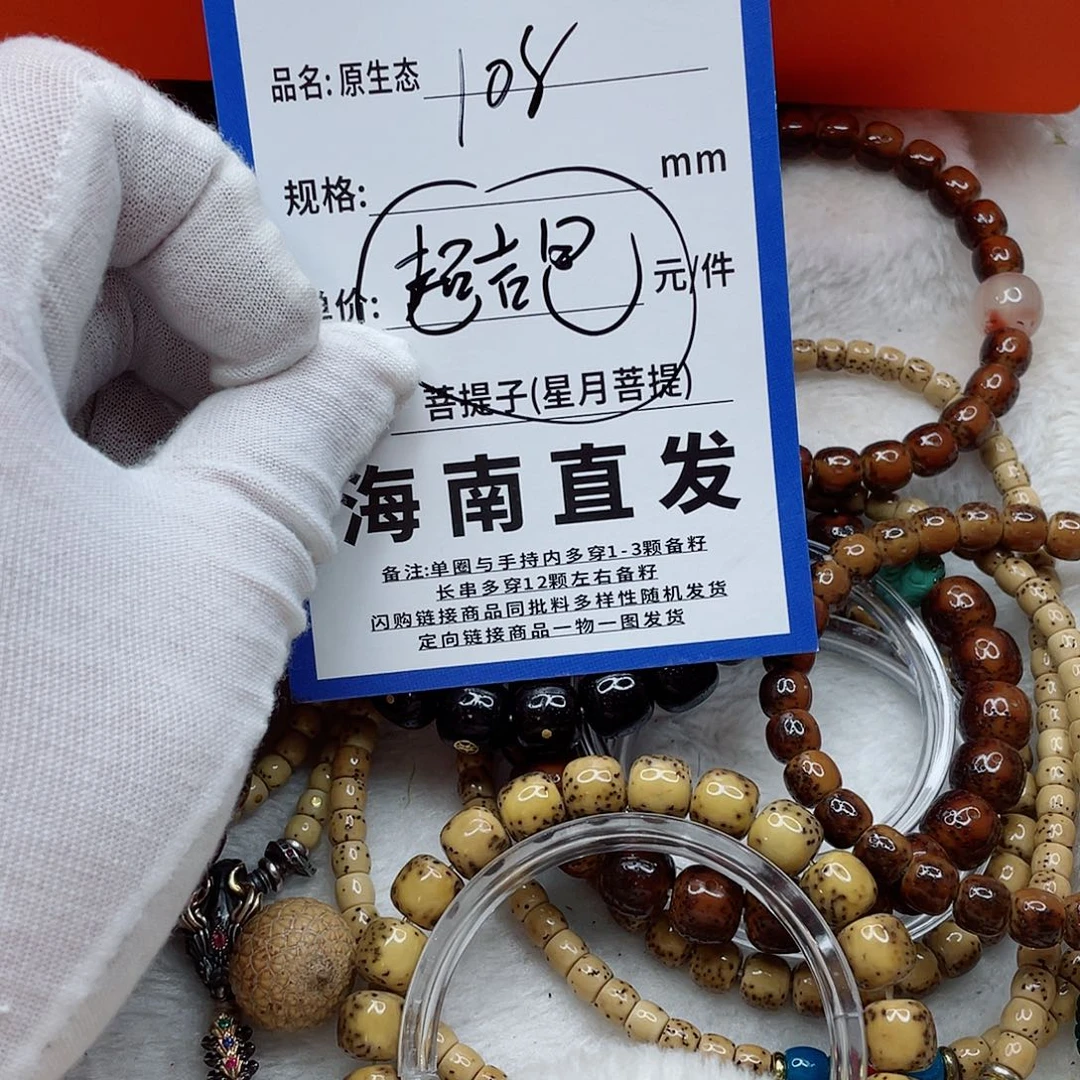 品名: 原生态 108
规格: mm
单价: 超吉 元/件
菩提子(星月菩提)
海南直发
备注:单圈与手持内多穿1-3颗备籽
长串多穿12颗左右备籽
闪购链接商品同批料多样性随机发货
定向链接商品一物一图发货